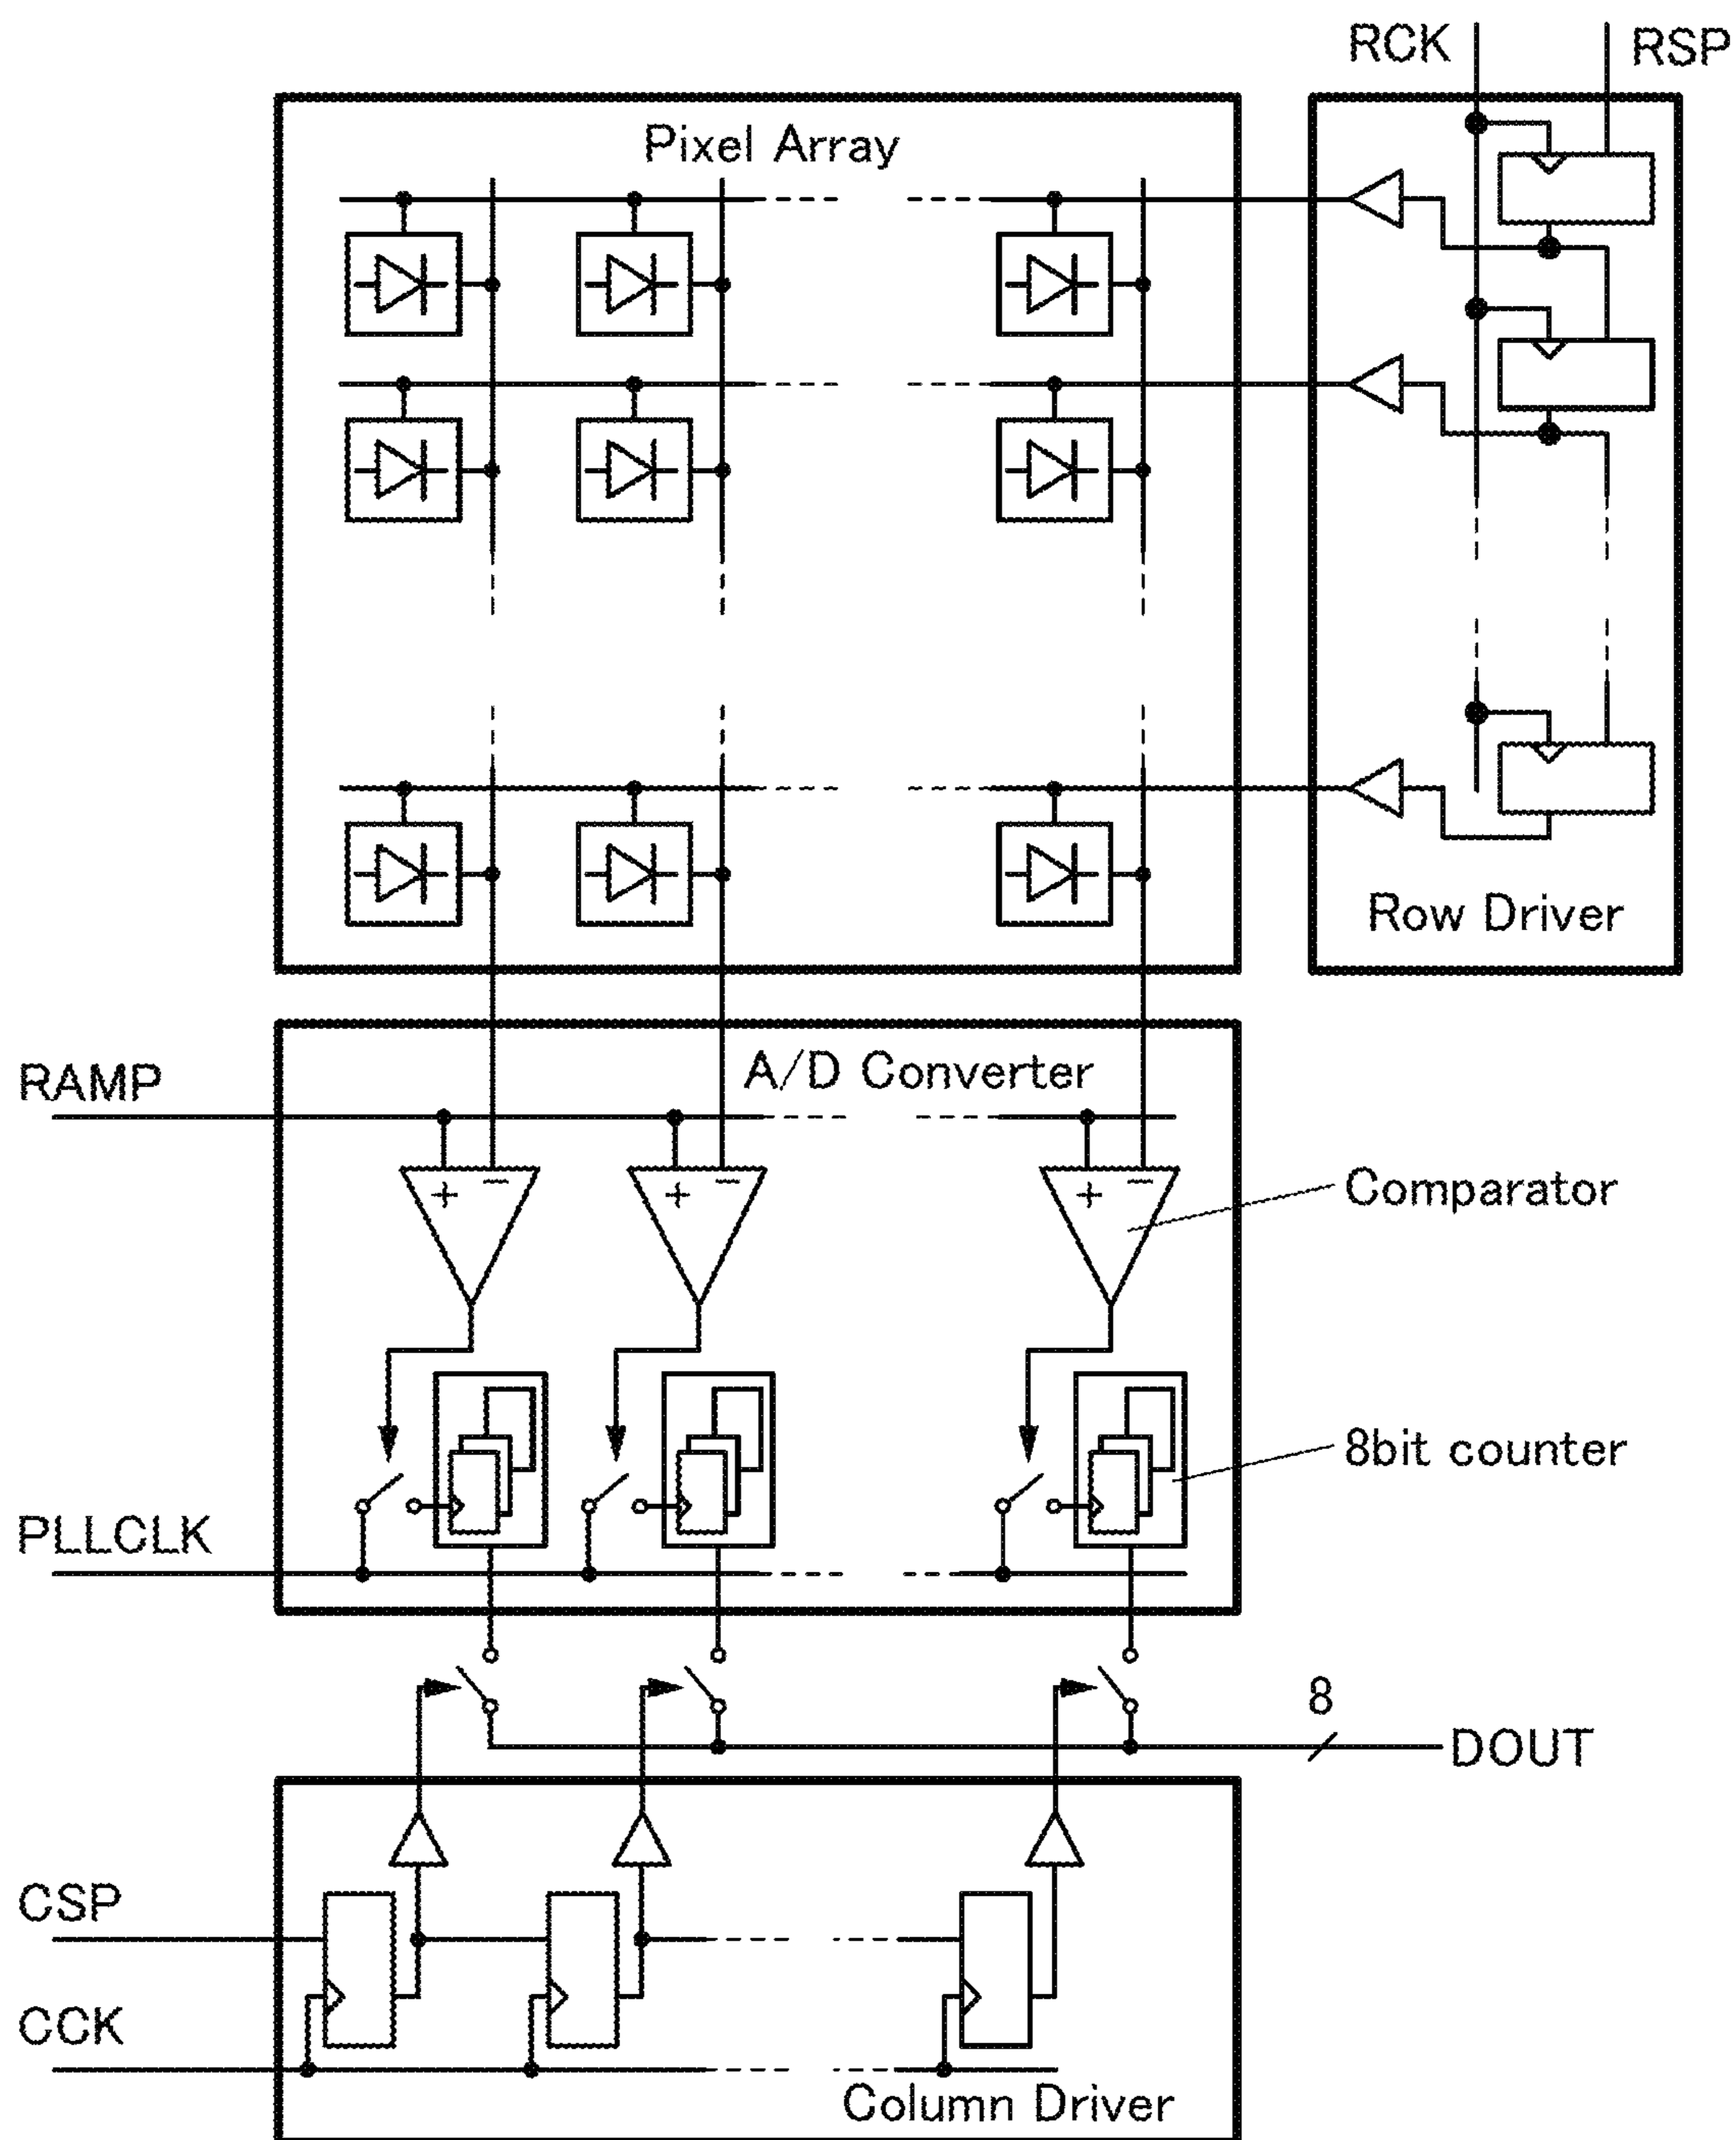 RCK
RSP
Pixel Array
Row Driver
RAMP
A/D Converter
+ −
+ −
+ −
Comparator
8bit counter
PLLCLK
8
DOUT
CSP
CCK
Column Driver